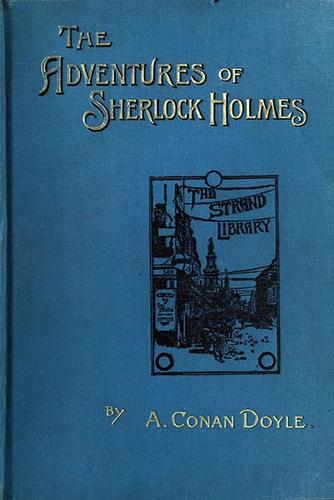 THE
ADVENTURES OF
SHERLOCK HOLMES
THE
STRAND
LIBRARY
BY A. CONAN DOYLE.